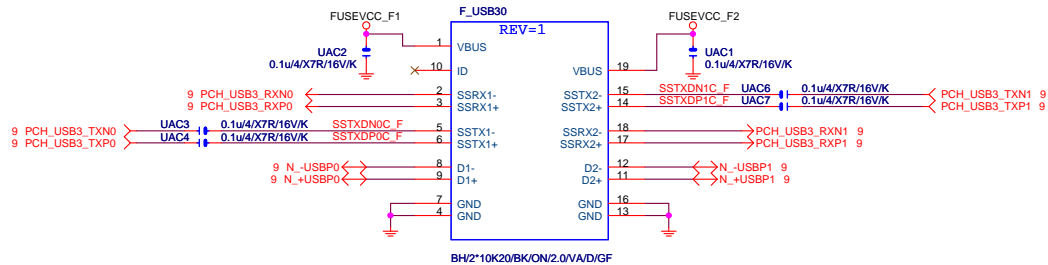 FUSEVCC_F1 F_USB30 FUSEVCC_F2
REV=1
UAC2 1 VBUS UAC1
0.1u/4/X7R/16V/K 0.1u/4/X7R/16V/K
10 ID VBUS 19
9 PCH_USB3_RXN0 2 SSRX1- SSTX2- 15 SSTXDN1C_F UAC6 0.1u/4/X7R/16V/K PCH_USB3_TXN1 9
9 PCH_USB3_RXP0 3 SSRX1+ SSTX2+ 14 SSTXDP1C_F UAC7 0.1u/4/X7R/16V/K PCH_USB3_TXP1 9
9 PCH_USB3_TXN0 UAC3 0.1u/4/X7R/16V/K SSTXDN0C_F 5 SSTX1- SSRX2- 18 PCH_USB3_RXN1 9
9 PCH_USB3_TXP0 UAC4 0.1u/4/X7R/16V/K SSTXDP0C_F 6 SSTX1+ SSRX2+ 17 PCH_USB3_RXP1 9
9 N_-USBP0 8 D1- D2- 12 N_-USBP1 9
9 N_+USBP0 9 D1+ D2+ 11 N_+USBP1 9
7 GND GND 16
4 GND GND 13
BH/2*10K20/BK/ON/2.0/VA/D/GF